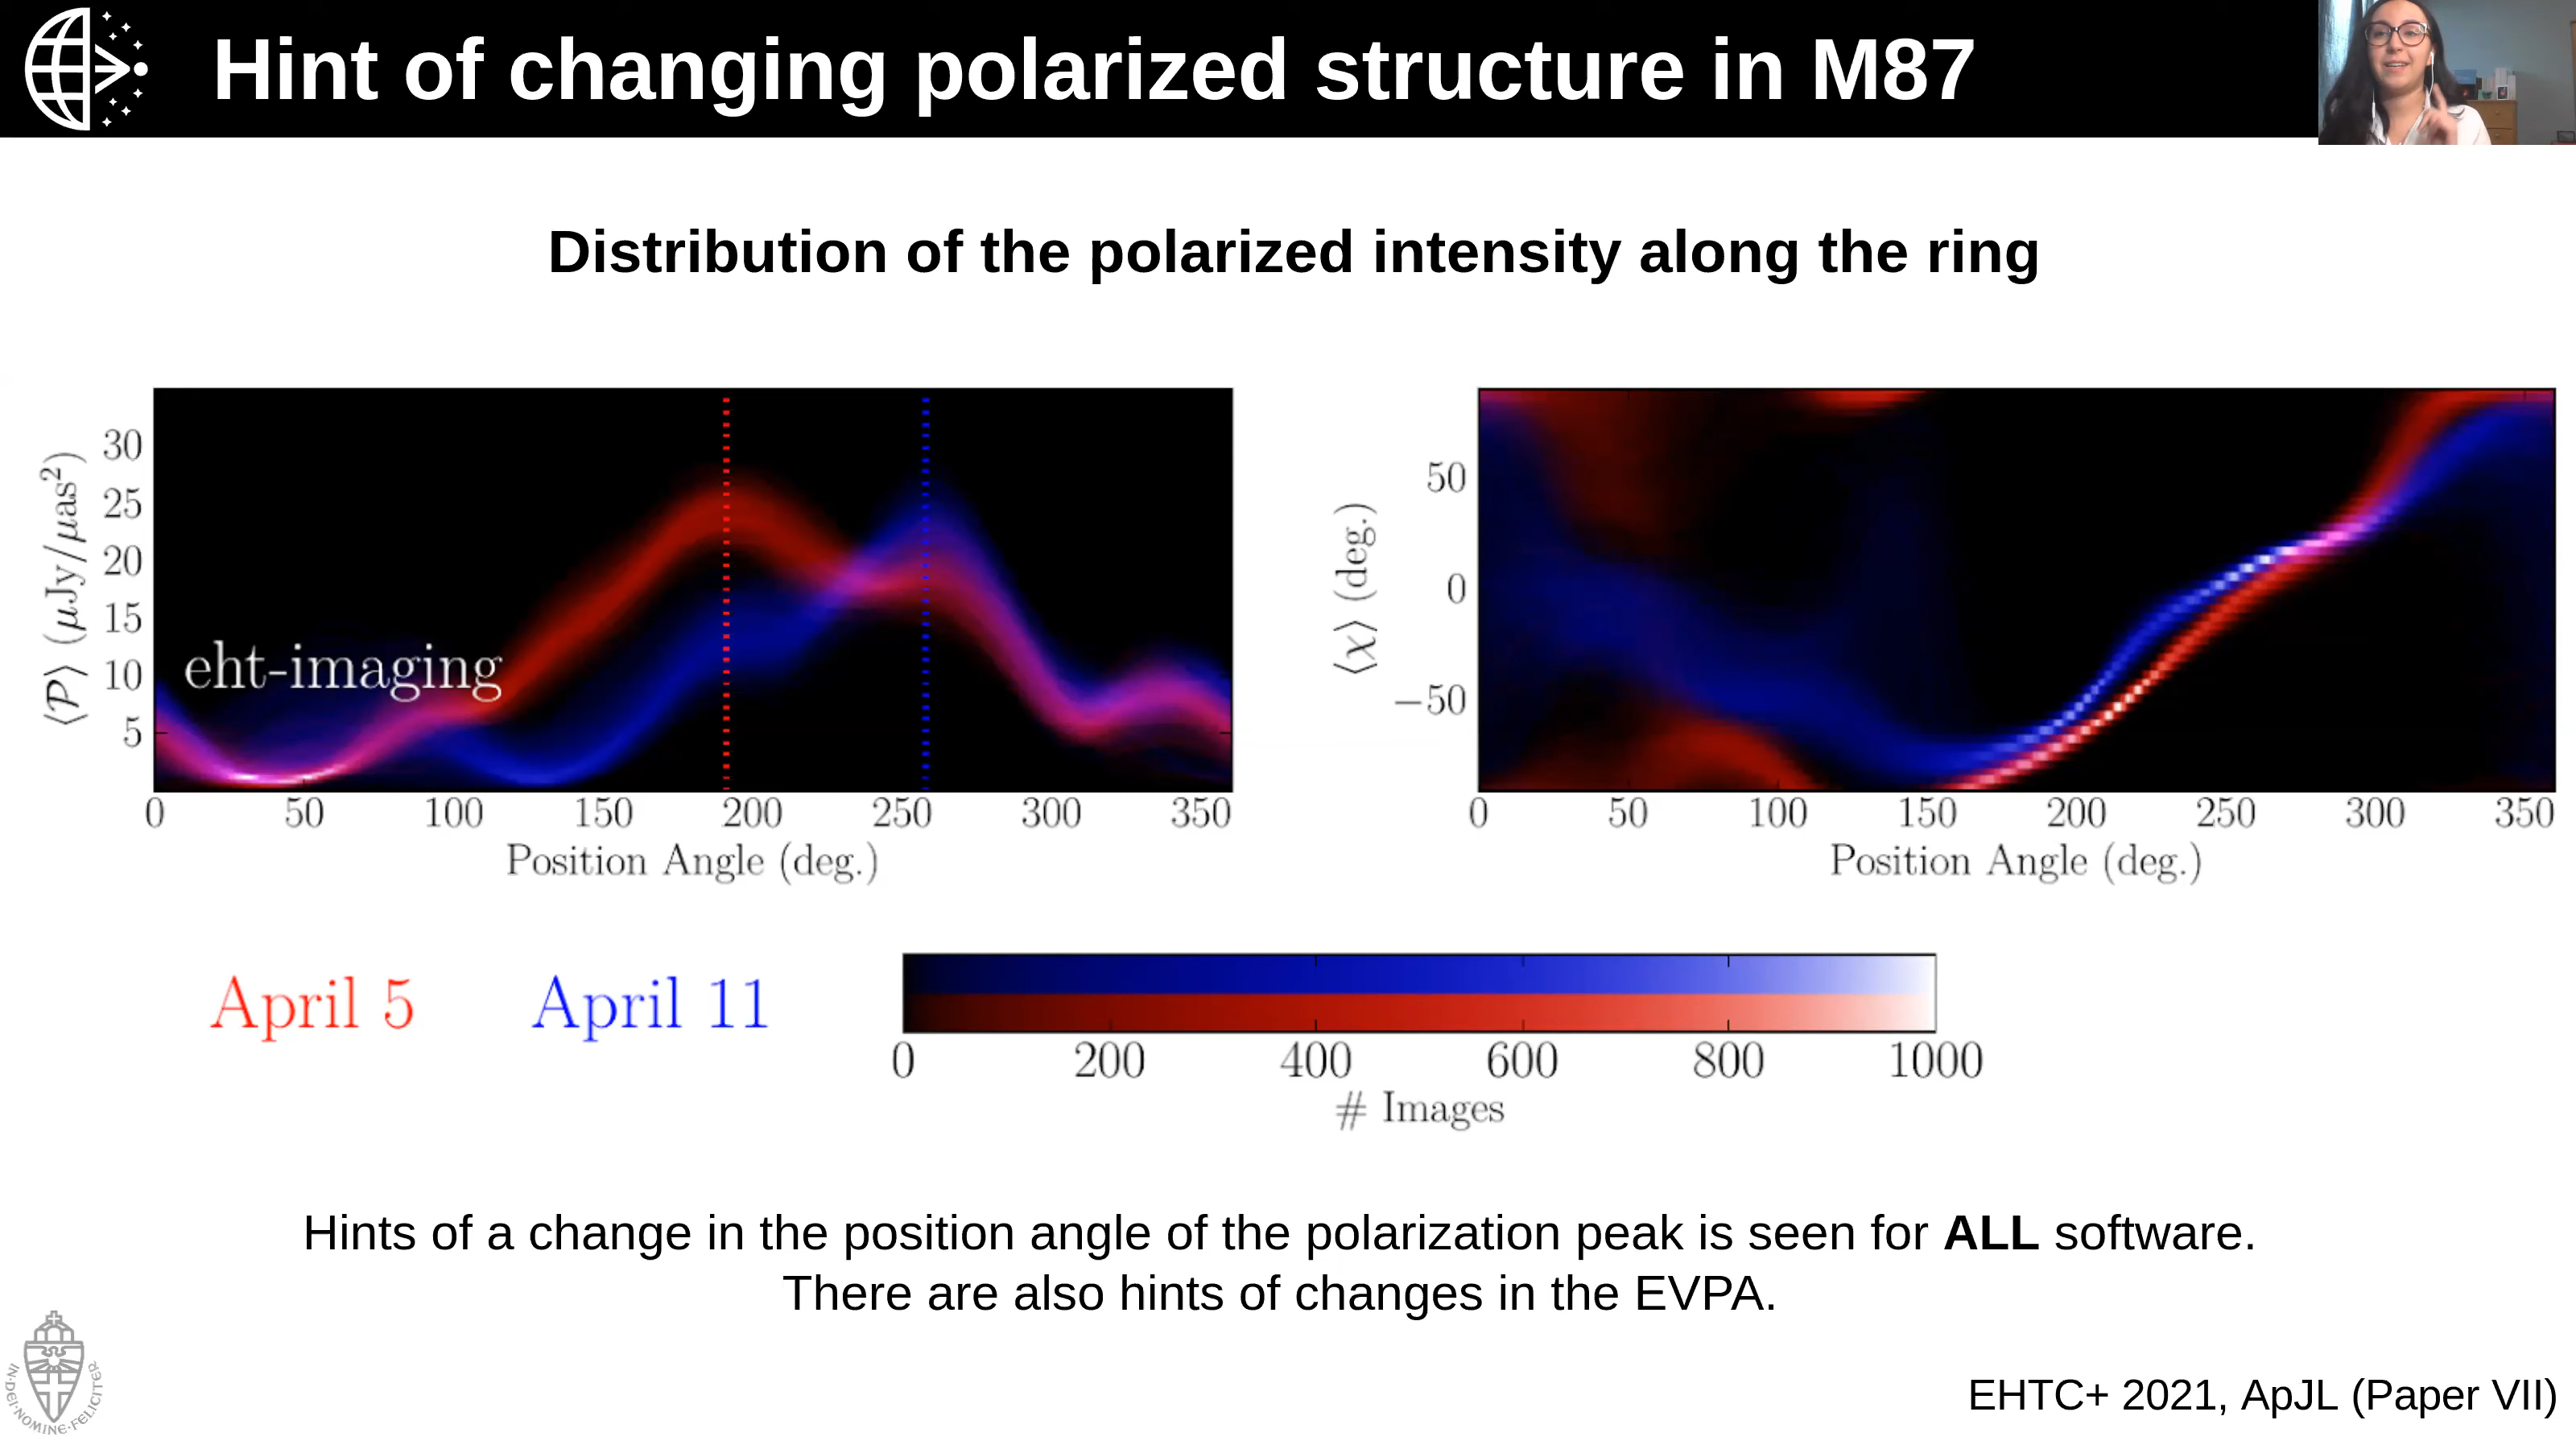 Hint of changing polarized structure in M87
Distribution of the polarized intensity along the ring
⟨P⟩ (μJy/μas²)
30
25
20
15
10
5
eht-imaging
0 50 100 150 200 250 300 350
Position Angle (deg.)
⟨χ⟩ (deg.)
50
0
−50
0 50 100 150 200 250 300 350
Position Angle (deg.)
April 5 April 11
0 200 400 600 800 1000
# Images
Hints of a change in the position angle of the polarization peak is seen for ALL software.
There are also hints of changes in the EVPA.
IN·DEI·NOMINE·FELICITER
EHTC+ 2021, ApJL (Paper VII)